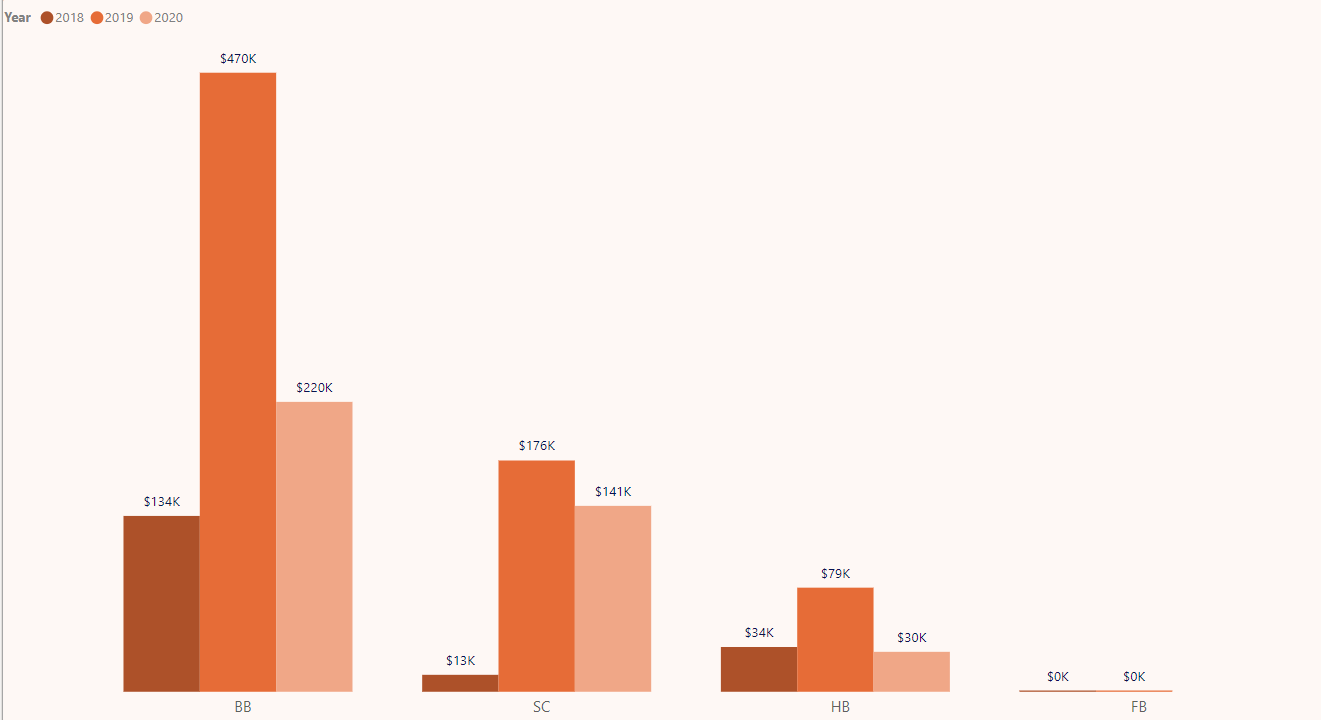 Year 2018 2019 2020
$470K
$220K
$134K
$176K
$141K
$13K
$79K
$34K
$30K
$0K $0K
BB SC HB FB